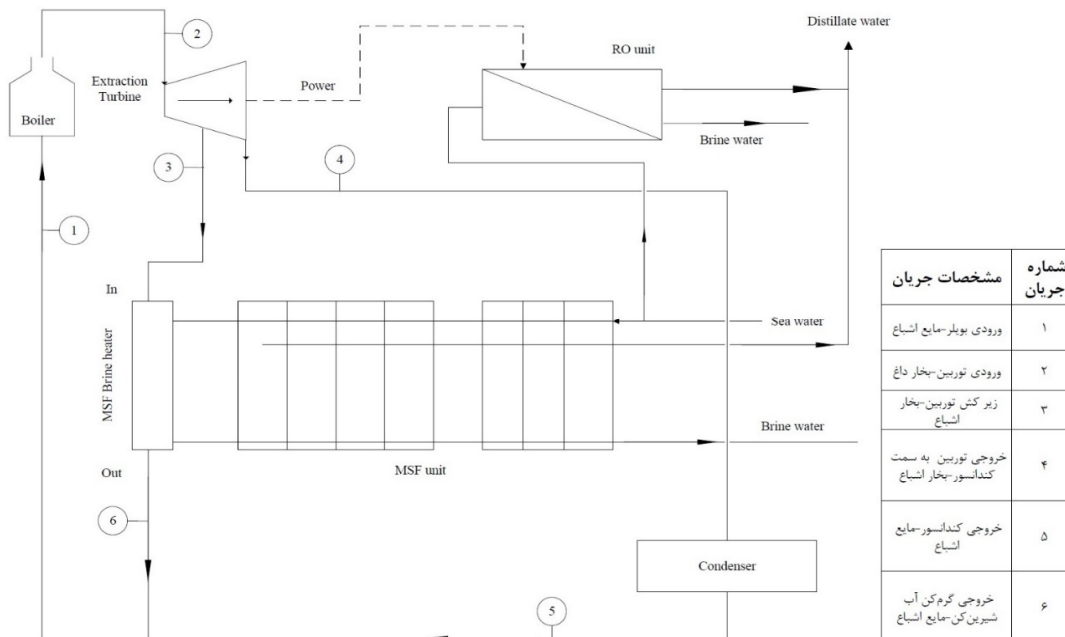 Distillate water
2
RO unit
Extraction
Turbine
Power
Boiler
Brine water
3
4
1
In
Sea water
MSF Brine heater
Brine water
MSF unit
Out
6
Condenser
5
شماره جریان
مشخصات جریان
۱
ورودی بویلر-مایع اشباع
۲
ورودی توربین-بخار داغ
۳
زیر کش توربین-بخار
اشباع
۴
خروجی توربین به سمت
کندانسور-بخار اشباع
۵
خروجی کندانسور-مایع
اشباع
۶
خروجی گرم‌کن آب
شیرین‌کن-مایع اشباع